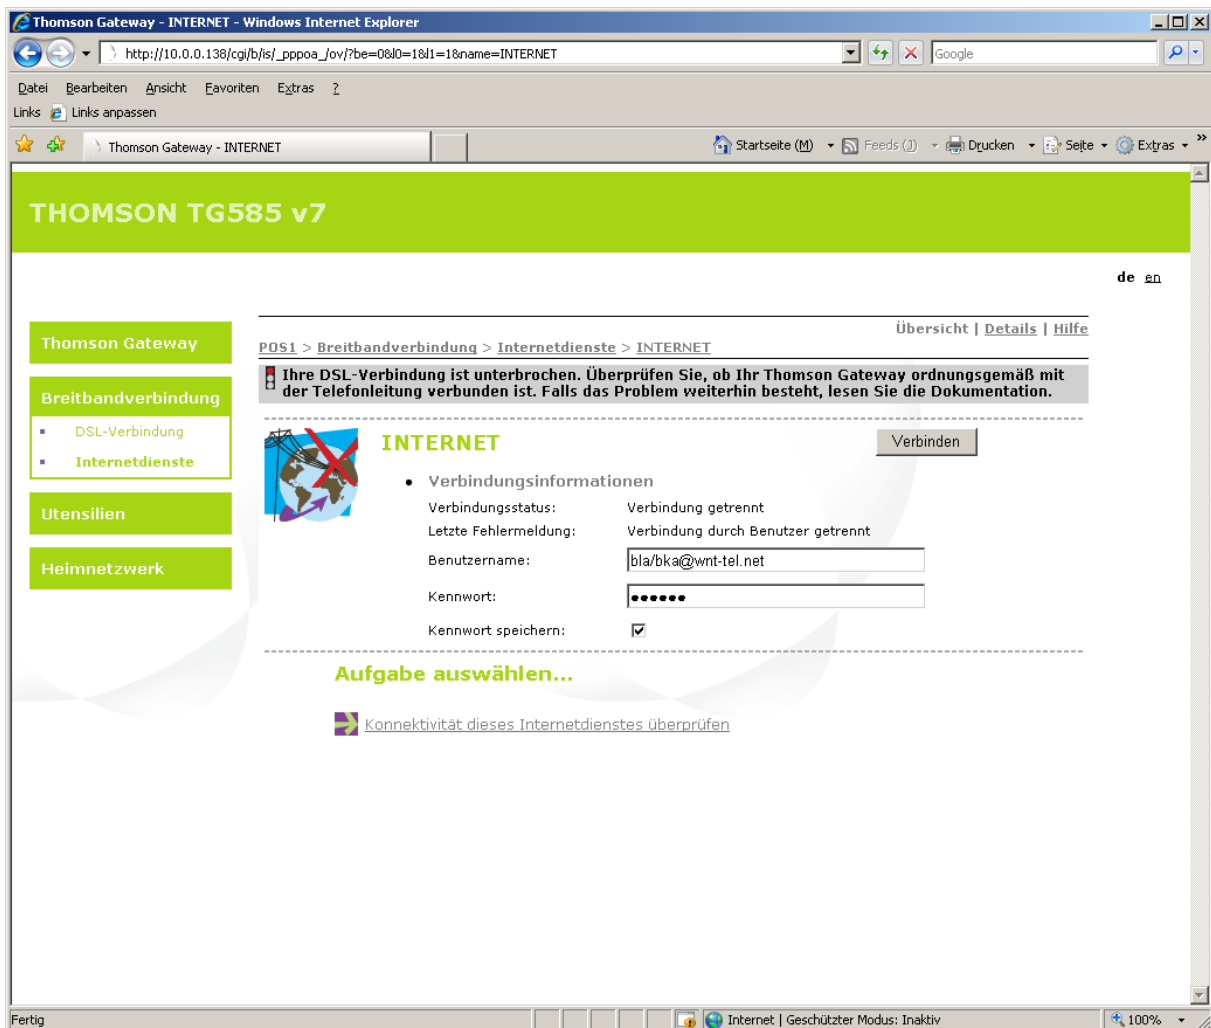 Thomson Gateway - INTERNET - Windows Internet Explorer
http://10.0.0.138/cgi/b/is/_pppoa_/ov/?be=0&l0=1&l1=1&name=INTERNET
Google
Datei Bearbeiten Ansicht Favoriten Extras ?
Links Links anpassen
Thomson Gateway - INTERNET
Startseite (M) Feeds (J) Drucken Seite Extras »
THOMSON TG585 v7
de en
Übersicht | Details | Hilfe
Thomson Gateway
POS1 > Breitbandverbindung > Internetdienste > INTERNET
Ihre DSL-Verbindung ist unterbrochen. Überprüfen Sie, ob Ihr Thomson Gateway ordnungsgemäß mit
der Telefonleitung verbunden ist. Falls das Problem weiterhin besteht, lesen Sie die Dokumentation.
Breitbandverbindung
DSL-Verbindung
Internetdienste
Utensilien
Heimnetzwerk
INTERNET
Verbinden
Verbindungsinformationen
Verbindungsstatus: Verbindung getrennt
Letzte Fehlermeldung: Verbindung durch Benutzer getrennt
Benutzername: bla/bka@wnt-tel.net
Kennwort: ●●●●●●
Kennwort speichern:
Aufgabe auswählen...
Konnektivität dieses Internetdienstes überprüfen
Fertig
Internet | Geschützter Modus: Inaktiv
100%